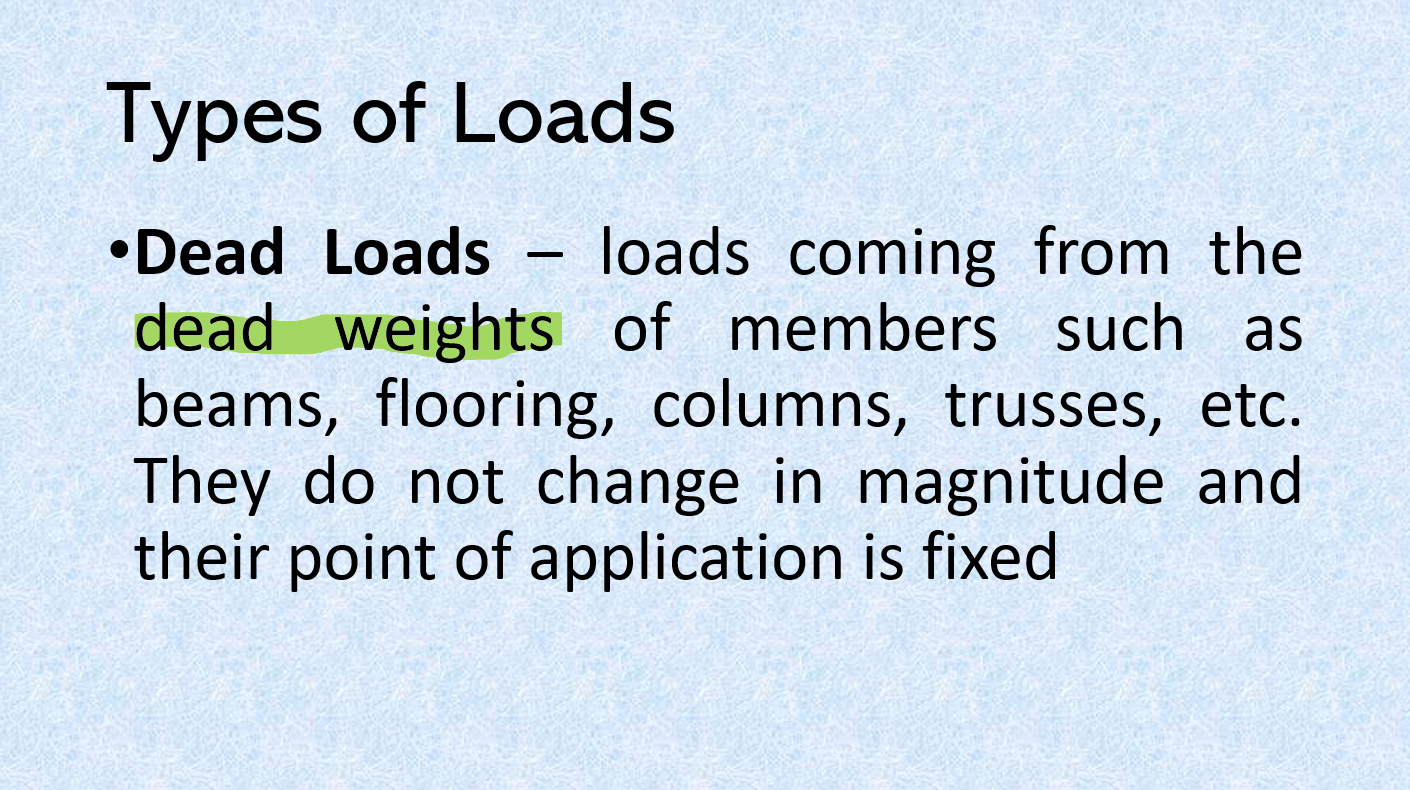 Types of Loads
•Dead Loads – loads coming from the
dead weights of members such as
beams, flooring, columns, trusses, etc.
They do not change in magnitude and
their point of application is fixed